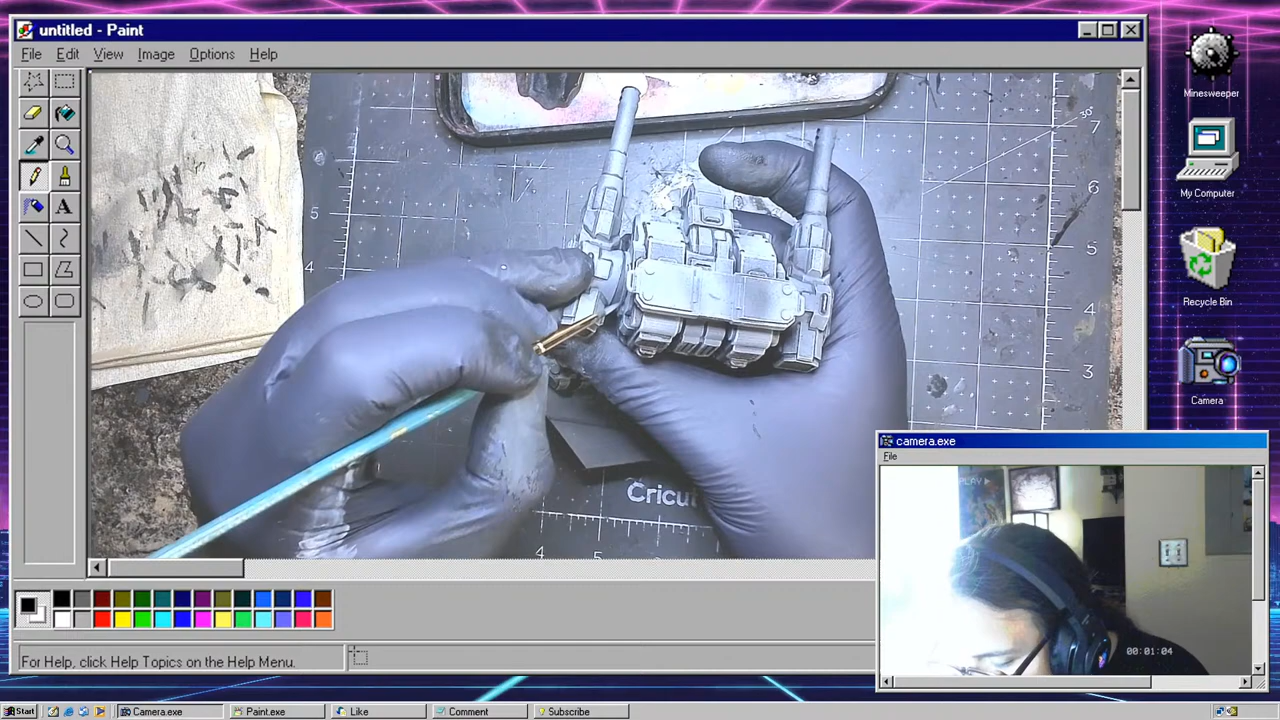 untitled - Paint
File Edit View Image Options Help
Minesweeper
My Computer
Recycle Bin
Camera
30°
7
6
5
4
3
5
4
Cricut
4 5
camera.exe
File
PLAY
00:01:04
For Help, click Help Topics on the Help Menu.
Start Camera.exe Paint.exe Like Comment Subscribe